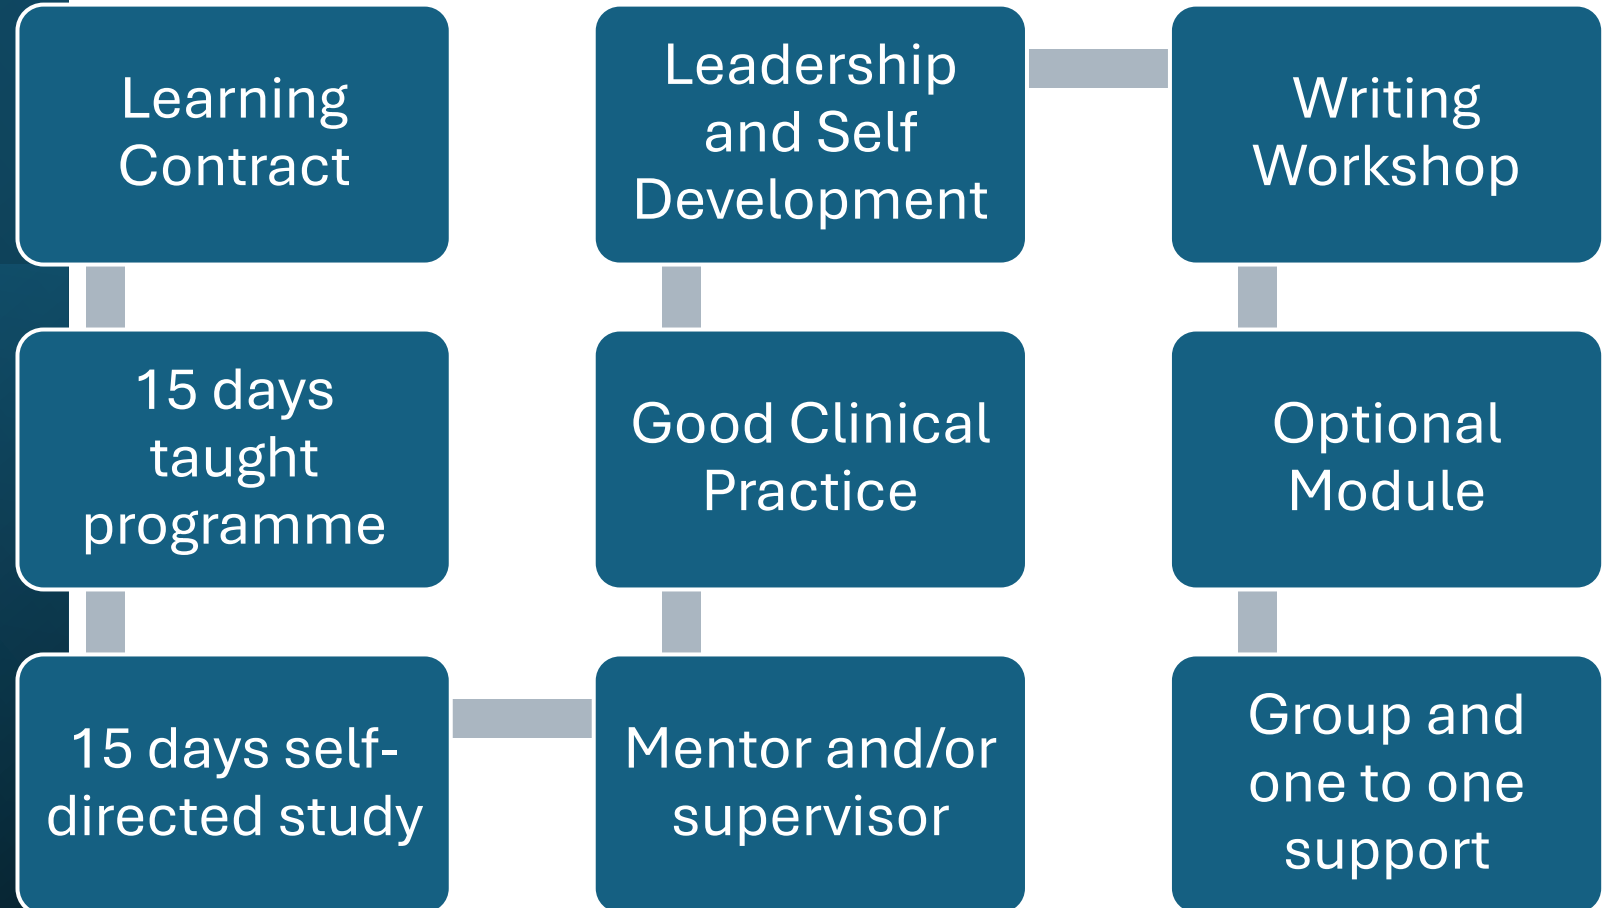 Learning
Contract
15 days
taught
programme
15 days self-
directed study
Mentor and/or
supervisor
Good Clinical
Practice
Leadership
and Self
Development
Writing
Workshop
Optional
Module
Group and
one to one
support